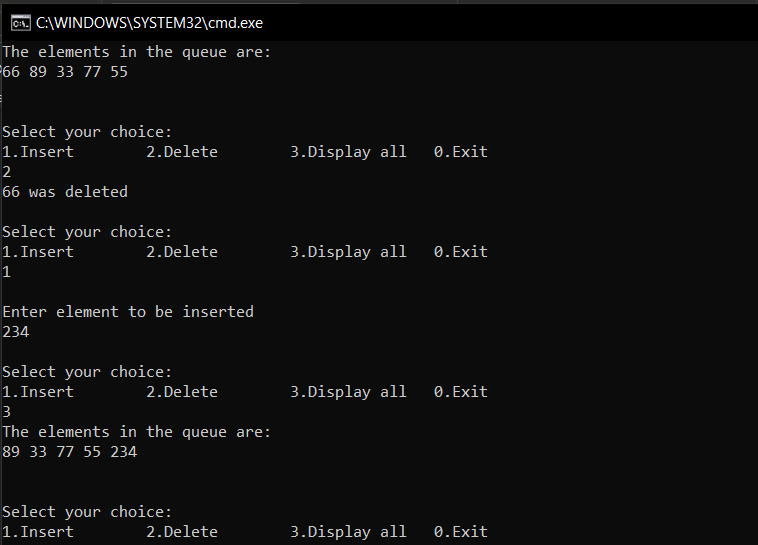 C:\WINDOWS\SYSTEM32\cmd.exe
The elements in the queue are:
66 89 33 77 55
Select your choice:
1.Insert        2.Delete        3.Display all   0.Exit
2
66 was deleted
Select your choice:
1.Insert        2.Delete        3.Display all   0.Exit
1
Enter element to be inserted
234
Select your choice:
1.Insert        2.Delete        3.Display all   0.Exit
3
The elements in the queue are:
89 33 77 55 234
Select your choice:
1.Insert        2.Delete        3.Display all   0.Exit